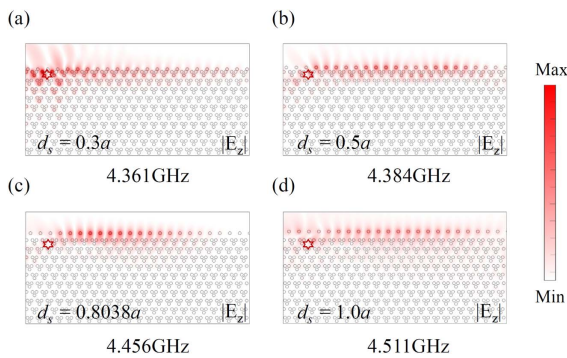 (a)
(b)
Max
d_s = 0.3a
|E_z|
d_s = 0.5a
|E_z|
4.361GHz
4.384GHz
(c)
(d)
d_s = 0.8038a
|E_z|
d_s = 1.0a
|E_z|
Min
4.456GHz
4.511GHz